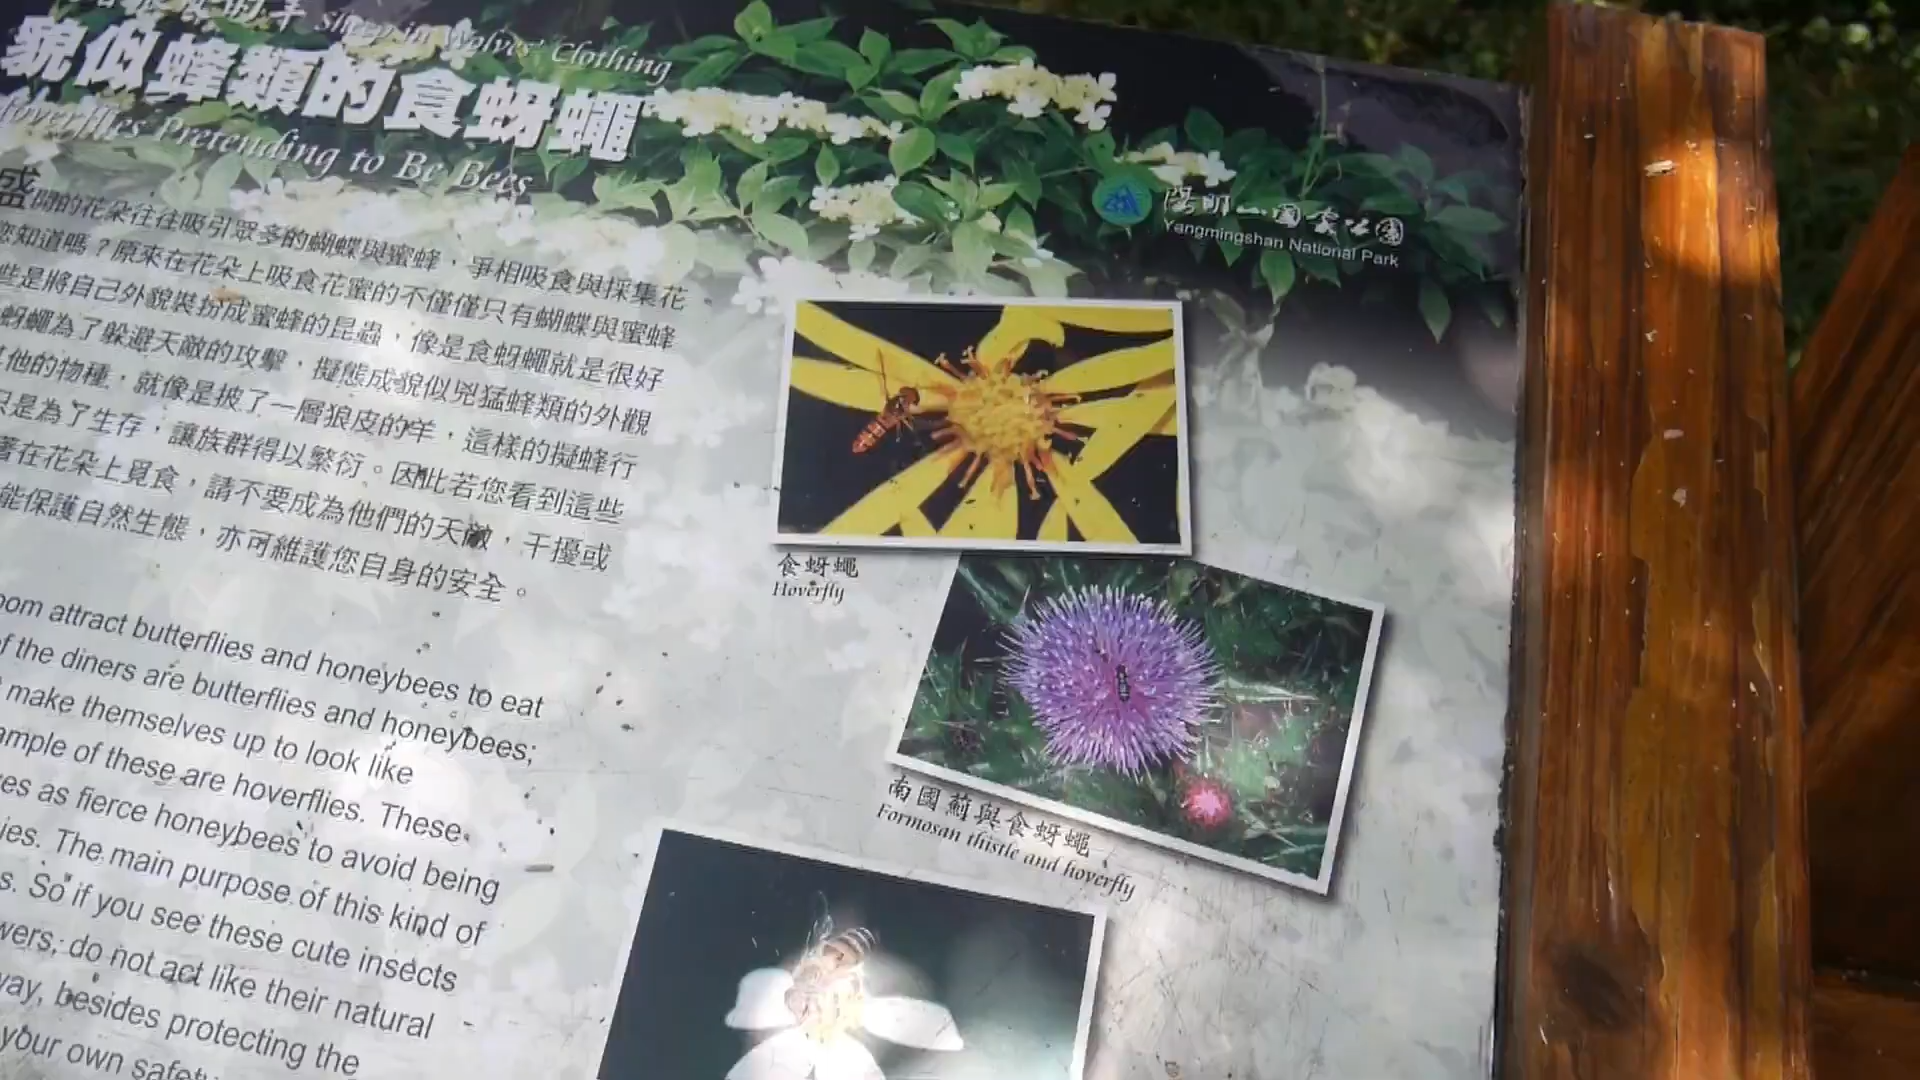 的羊 Sheep in Wolves' Clothing
貌似蜂類的食蚜蠅
Hoverflies Pretending to Be Bees
陽明山國家公園
Yangmingshan National Park
盛開的花朵往往吸引眾多的蝴蝶與蜜蜂，爭相吸食與採集花
您知道嗎？原來在花朵上吸食花蜜的不僅僅只有蝴蝶與蜜蜂
些是將自己外貌裝扮成蜜蜂的昆蟲，像是食蚜蠅就是很好
蚜蠅為了躲避天敵的攻擊，擬態成貌似兇猛蜂類的外觀
其他的物種，就像是披了一層狼皮的羊，這樣的擬蜂行
只是為了生存，讓族群得以繁衍。因此若您看到這些
著在花朵上覓食，請不要成為他們的天敵，干擾或
能保護自然生態，亦可維護您自身的安全。
oom attract butterflies and honeybees to eat
of the diners are butterflies and honeybees;
make themselves up to look like
ample of these are hoverflies. These
es as fierce honeybees to avoid being
ies. The main purpose of this kind of
s. So if you see these cute insects
wers, do not act like their natural
way, besides protecting the
your own safety
食蚜蠅
Hoverfly
南國薊與食蚜蠅
Formosan thistle and hoverfly